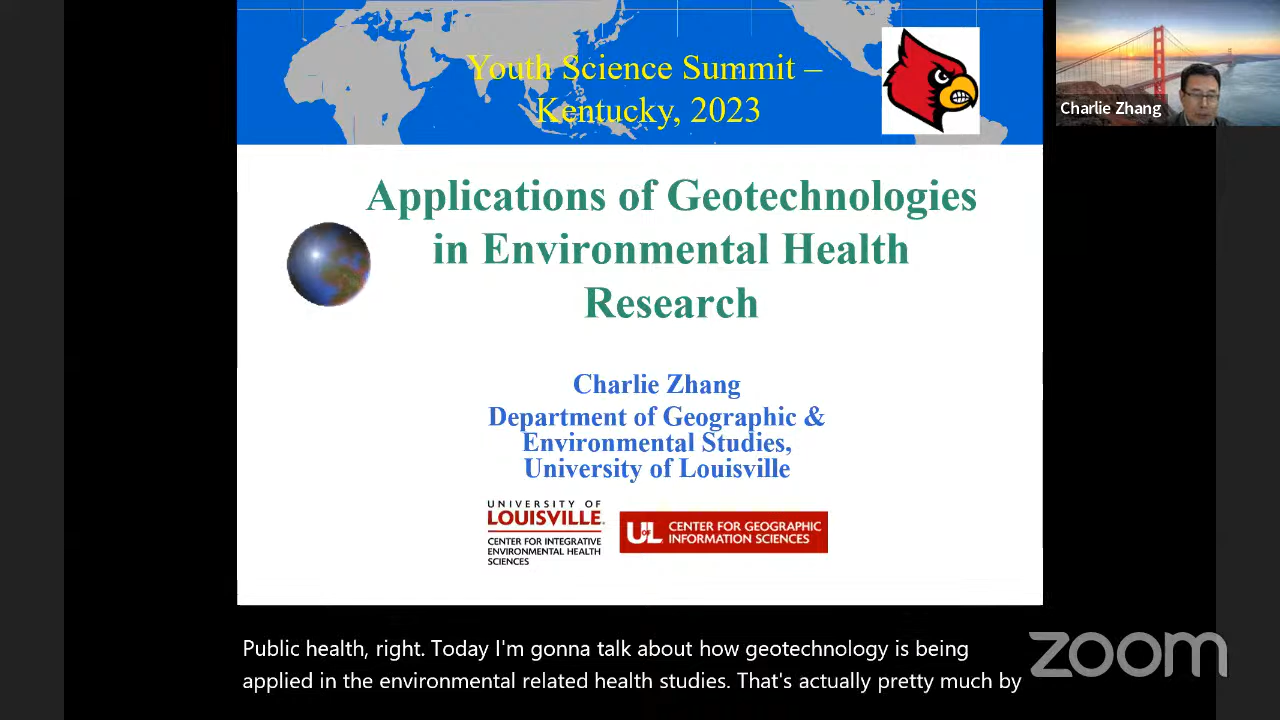 Youth Science Summit –
Kentucky, 2023
Charlie Zhang
Applications of Geotechnologies
in Environmental Health
Research
Charlie Zhang
Department of Geographic &
Environmental Studies,
University of Louisville
UNIVERSITY OF
LOUISVILLE.
CENTER FOR INTEGRATIVE
ENVIRONMENTAL HEALTH
SCIENCES
UL
CENTER FOR GEOGRAPHIC
INFORMATION SCIENCES
Public health, right. Today I'm gonna talk about how geotechnology is being
applied in the environmental related health studies. That's actually pretty much by
zoom